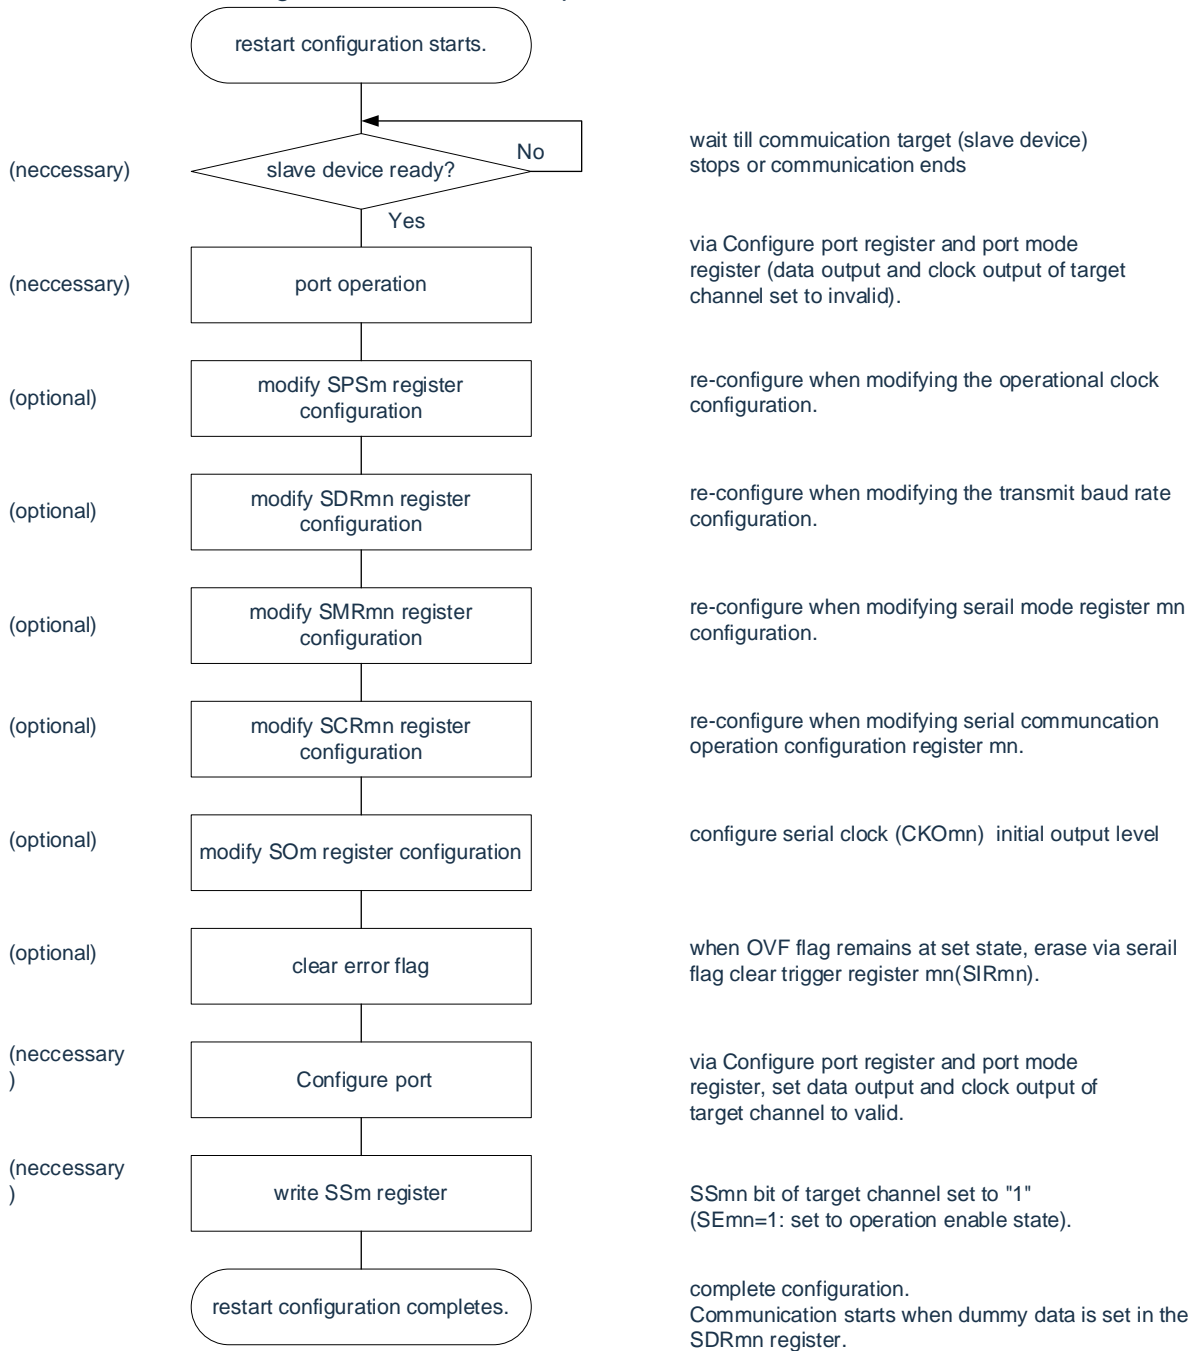 restart configuration starts.
(neccessary)
slave device ready?
No
wait till commuication target (slave device)
stops or communication ends
Yes
(neccessary)
port operation
via Configure port register and port mode
register (data output and clock output of target
channel set to invalid).
(optional)
modify SPSm register
configuration
re-configure when modifying the operational clock
configuration.
(optional)
modify SDRmn register
configuration
re-configure when modifying the transmit baud rate
configuration.
(optional)
modify SMRmn register
configuration
re-configure when modifying serail mode register mn
configuration.
(optional)
modify SCRmn register
configuration
re-configure when modifying serial communcation
operation configuration register mn.
(optional)
modify SOm register configuration
configure serial clock (CKOmn) initial output level
(optional)
clear error flag
when OVF flag remains at set state, erase via serail
flag clear trigger register mn(SIRmn).
(neccessary
)
Configure port
via Configure port register and port mode
register, set data output and clock output of
target channel to valid.
(neccessary
)
write SSm register
SSmn bit of target channel set to "1"
(SEmn=1: set to operation enable state).
restart configuration completes.
complete configuration.
Communication starts when dummy data is set in the
SDRmn register.